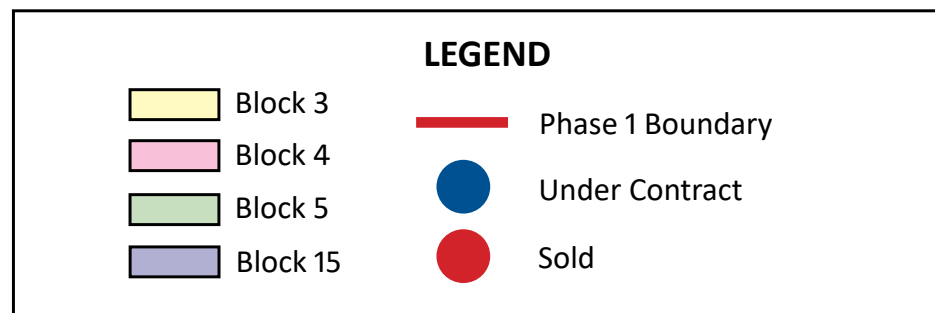 LEGEND
Block 3
Block 4
Block 5
Block 15
Phase 1 Boundary
Under Contract
Sold